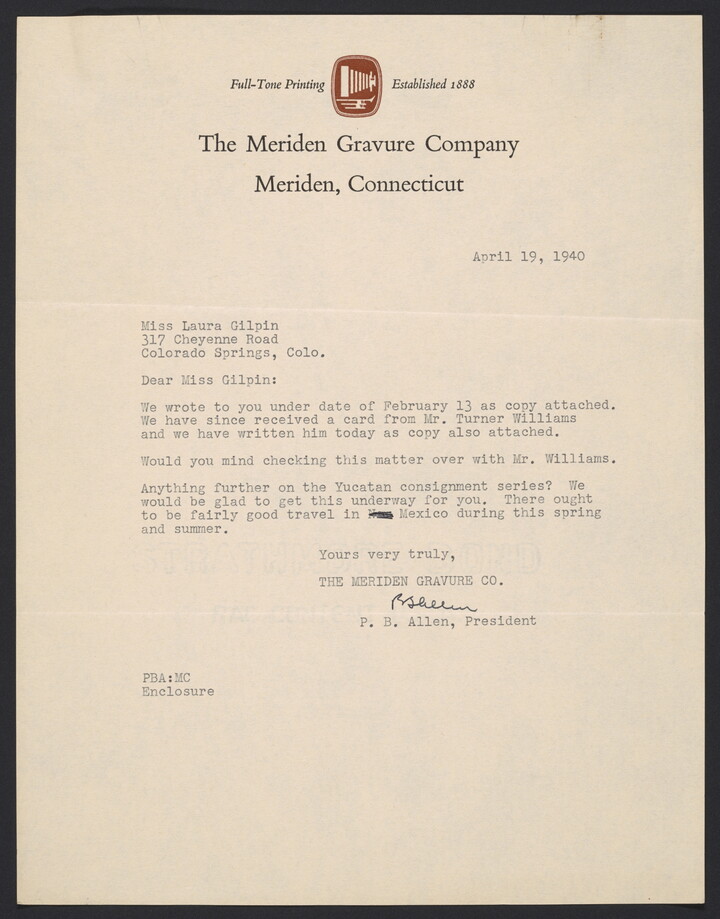 Full-Tone Printing Established 1888
The Meriden Gravure Company
Meriden, Connecticut
April 19, 1940
Miss Laura Gilpin
317 Cheyenne Road
Colorado Springs, Colo.
Dear Miss Gilpin:
We wrote to you under date of February 13 as copy attached.
We have since received a card from Mr. Turner Williams
and we have written him today as copy also attached.
Would you mind checking this matter over with Mr. Williams.
Anything further on the Yucatan consignment series? We
would be glad to get this underway for you. There ought
to be fairly good travel in Mexico during this spring
and summer.
Yours very truly,
THE MERIDEN GRAVURE CO.
PBAllen
P. B. Allen, President
PBA:MC
Enclosure